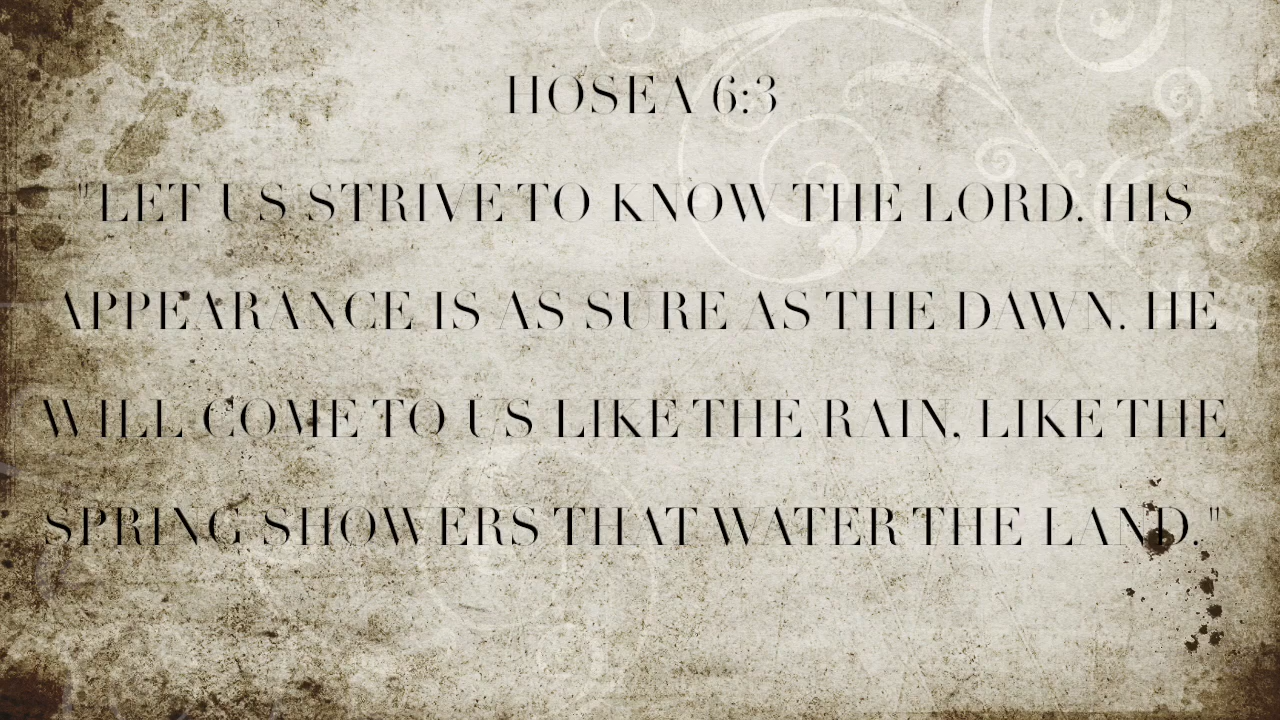 HOSEA 6:3
"LET US STRIVE TO KNOW THE LORD. HIS
APPEARANCE IS AS SURE AS THE DAWN. HE
WILL COME TO US LIKE THE RAIN, LIKE THE
SPRING SHOWERS THAT WATER THE LAND."